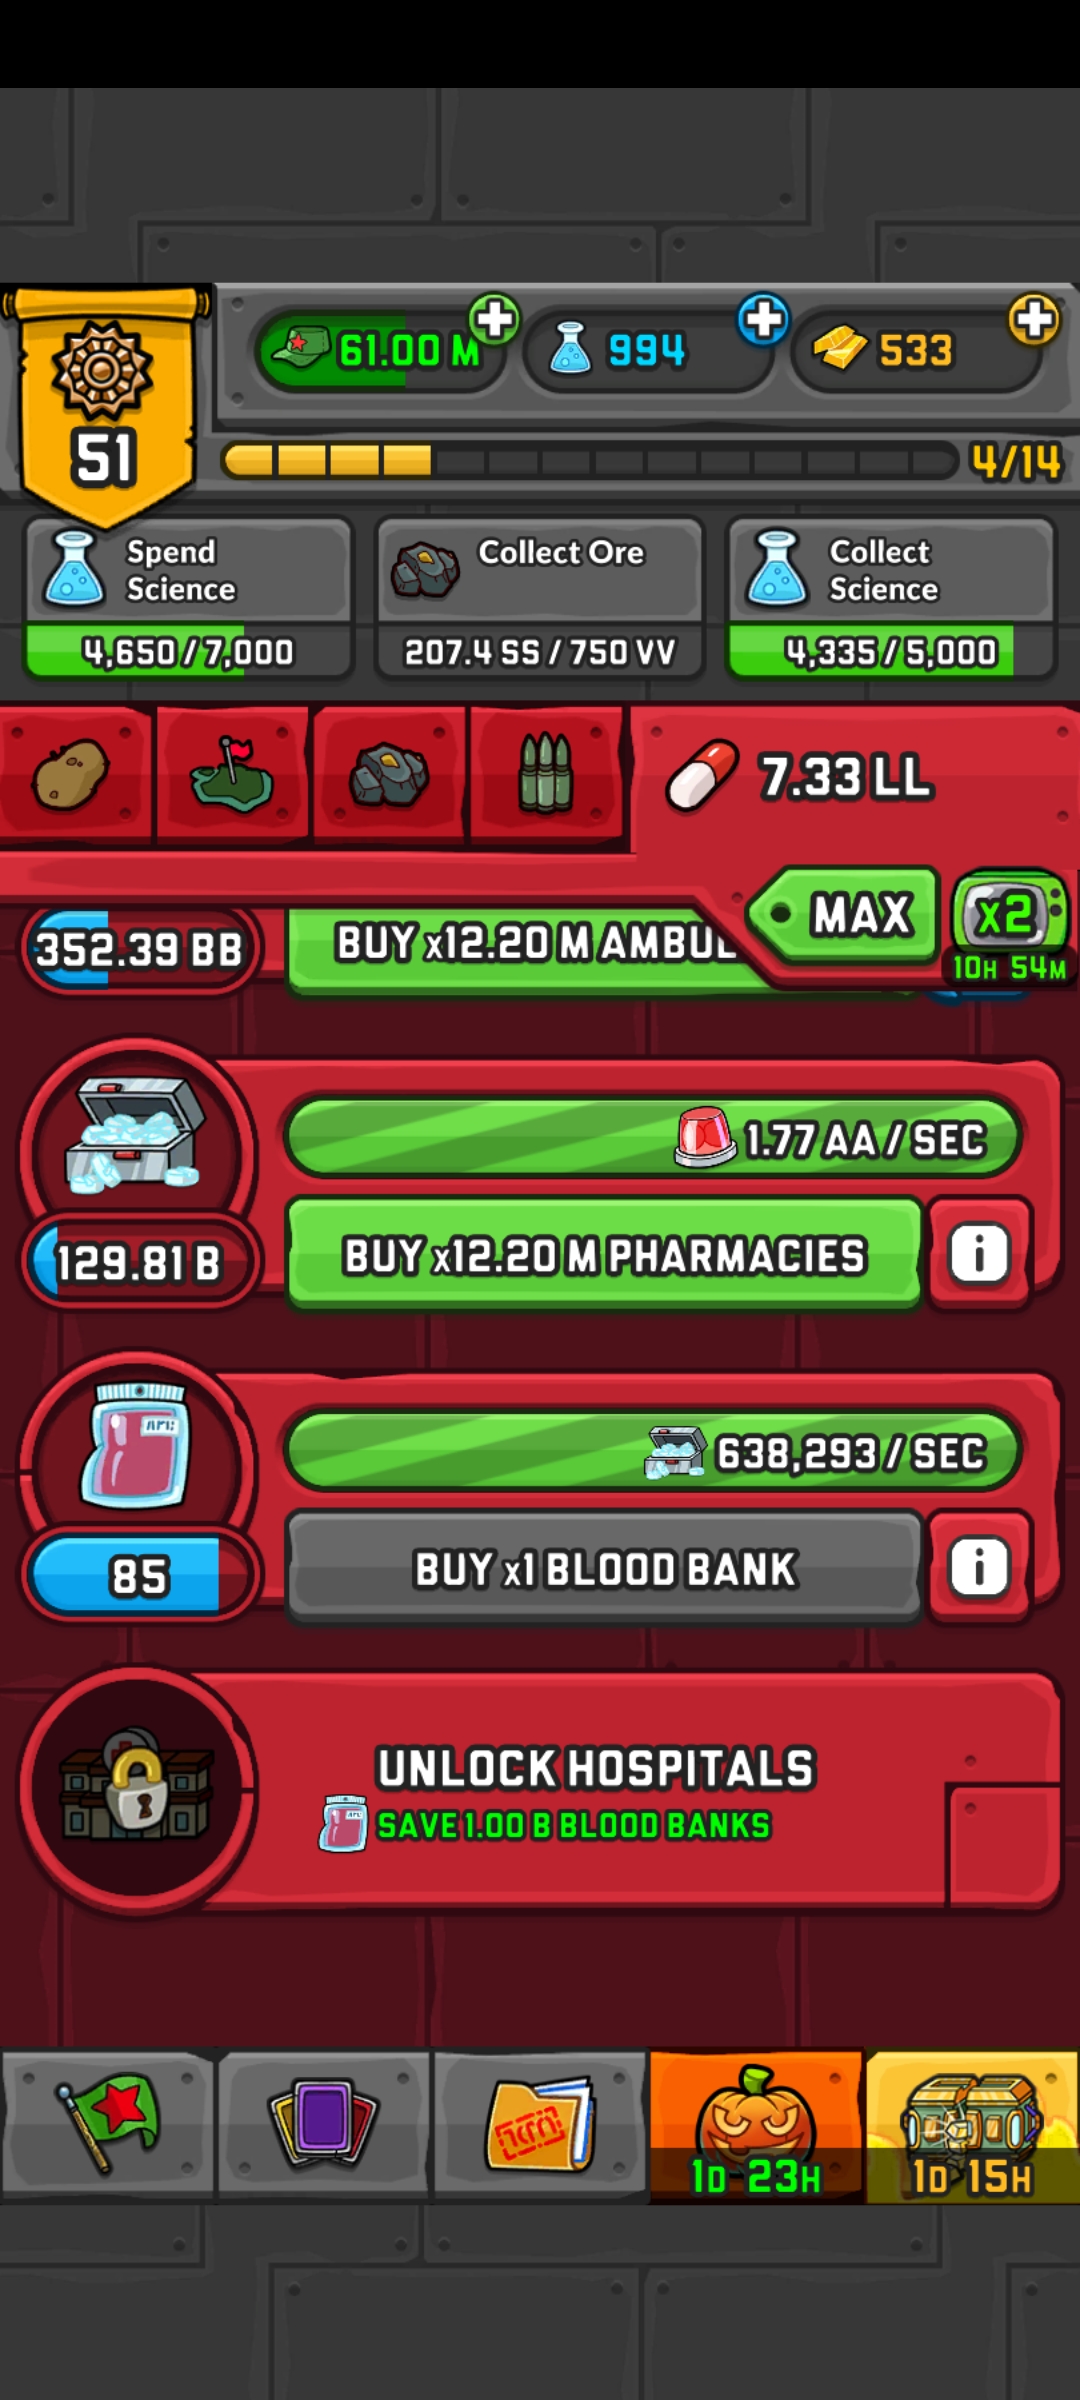 61.00 M
994
533
51
4/14
Spend
Science
4,650/7,000
Collect Ore
207.4 SS/750 VV
Collect
Science
4,335/5,000
7.33 LL
MAX
x2
10H 54M
352.39 BB
BUY x12.20 M AMBUL
1.77 AA/SEC
129.81 B
BUY x12.20 M PHARMACIES
i
638,293/SEC
85
BUY x1 BLOOD BANK
i
UNLOCK HOSPITALS
SAVE 1.00 B BLOOD BANKS
1D 23H
1D 15H